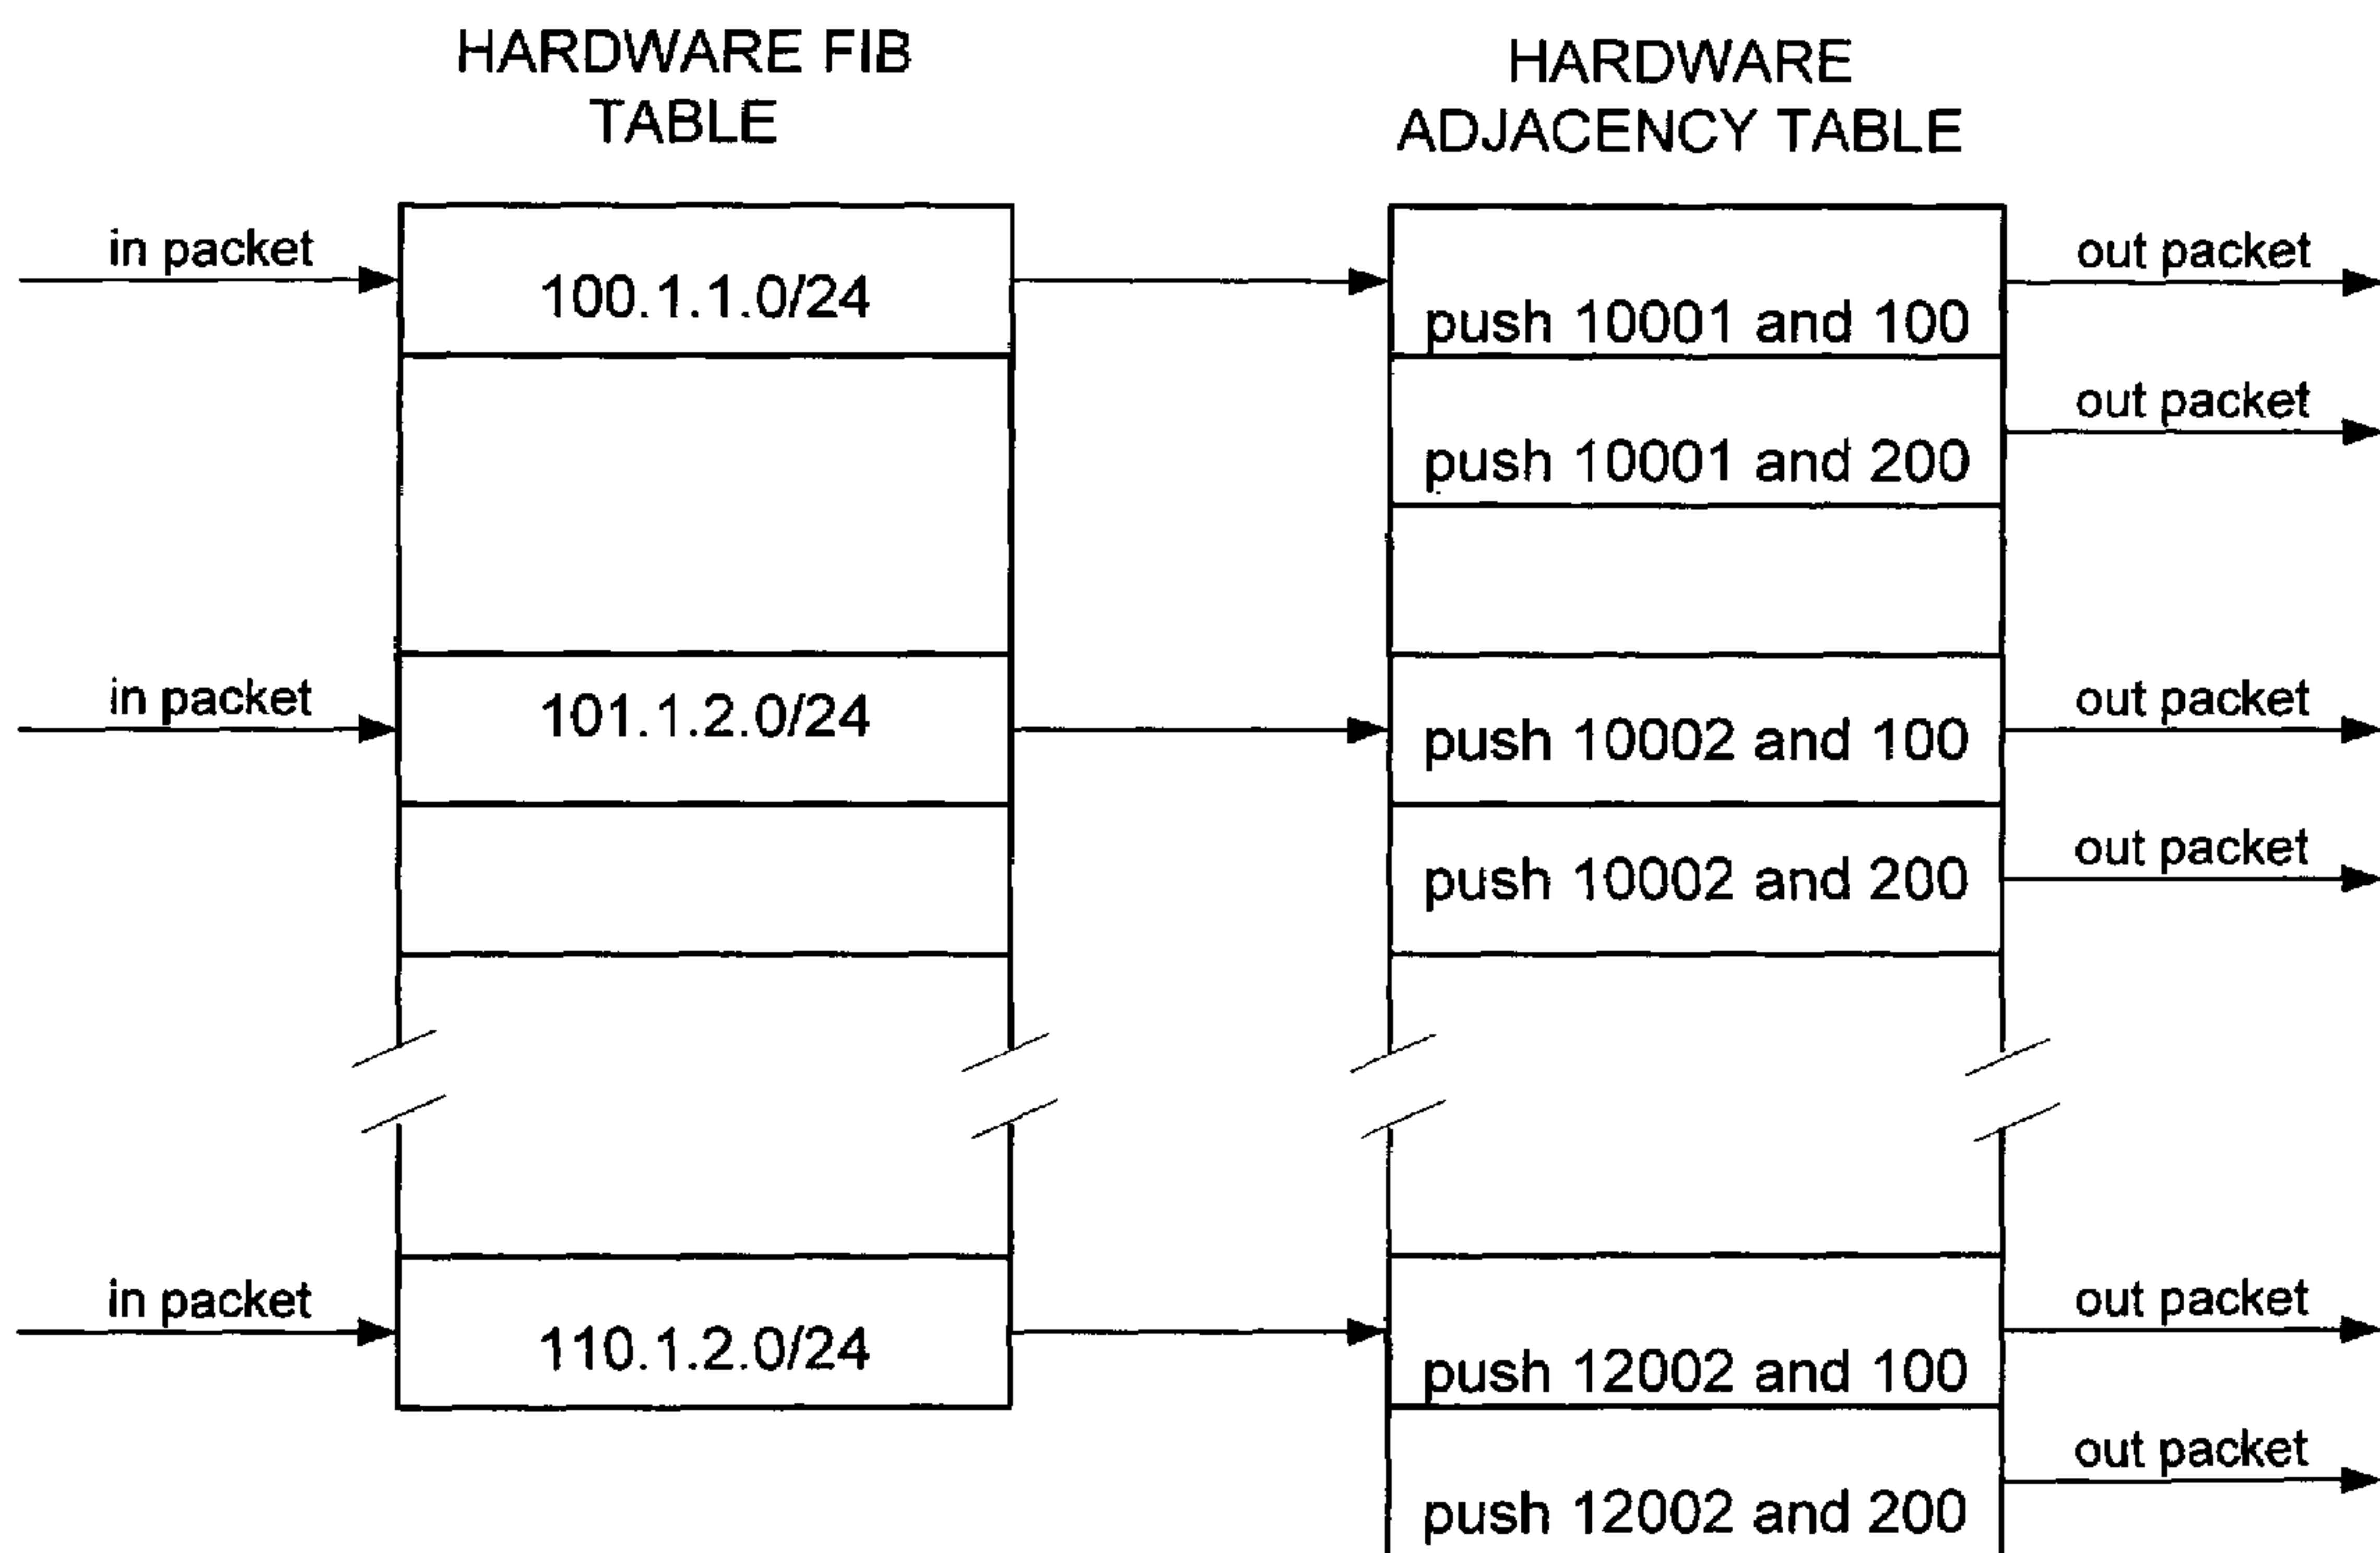 HARDWARE FIB
TABLE
HARDWARE
ADJACENCY TABLE
in packet
100.1.1.0/24
push 10001 and 100
out packet
push 10001 and 200
out packet
in packet
101.1.2.0/24
push 10002 and 100
out packet
push 10002 and 200
out packet
in packet
110.1.2.0/24
push 12002 and 100
out packet
push 12002 and 200
out packet